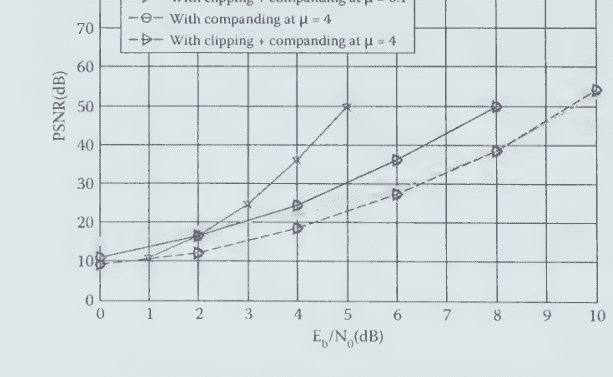 With clipping + companding at μ = 0.1
With companding at μ = 4
With clipping + companding at μ = 4
70
60
50
40
30
20
10
0
PSNR(dB)
0 1 2 3 4 5 6 7 8 9 10
E_b/N_0(dB)